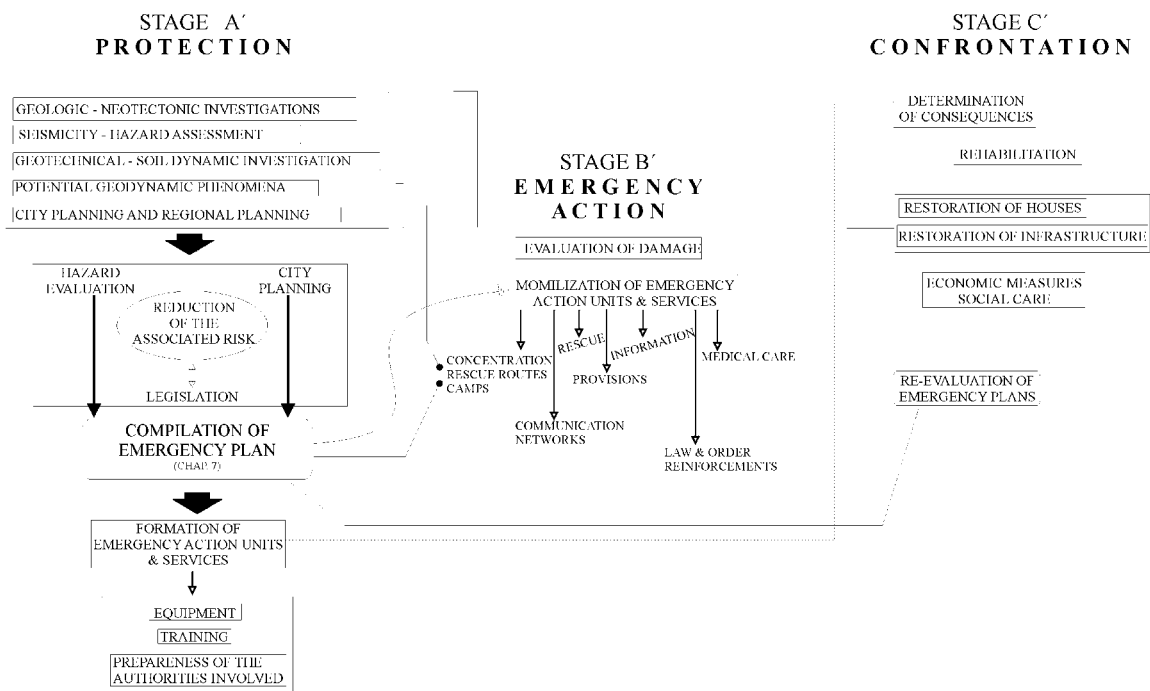 STAGE A΄
PROTECTION
GEOLOGIC - NEOTECTONIC INVESTIGATIONS
SEISMICITY - HAZARD ASSESSMENT
GEOTECHNICAL - SOIL DYNAMIC INVESTIGATION
POTENTIAL GEODYNAMIC PHENOMENA
CITY PLANNING AND REGIONAL PLANNING
HAZARD
EVALUATION
CITY
PLANNING
REDUCTION
OF THE
ASSOCIATED RISK
LEGISLATION
COMPILATION OF
EMERGENCY PLAN
(CHAP. 7)
FORMATION OF
EMERGENCY ACTION UNITS
& SERVICES
EQUIPMENT
TRAINING
PREPARENESS OF THE
AUTHORITIES INVOLVED
STAGE B΄
EMERGENCY
ACTION
EVALUATION OF DAMAGE
MOMILIZATION OF EMERGENCY
ACTION UNITS & SERVICES
CONCENTRATION
RESCUE ROUTES
CAMPS
RESCUE
INFORMATION
PROVISIONS
MEDICAL CARE
COMMUNICATION
NETWORKS
LAW & ORDER
REINFORCEMENTS
STAGE C΄
CONFRONTATION
DETERMINATION
OF CONSEQUENCES
REHABILITATION
RESTORATION OF HOUSES
RESTORATION OF INFRASTRUCTURE
ECONOMIC MEASURES
SOCIAL CARE
RE-EVALUATION OF
EMERGENCY PLANS